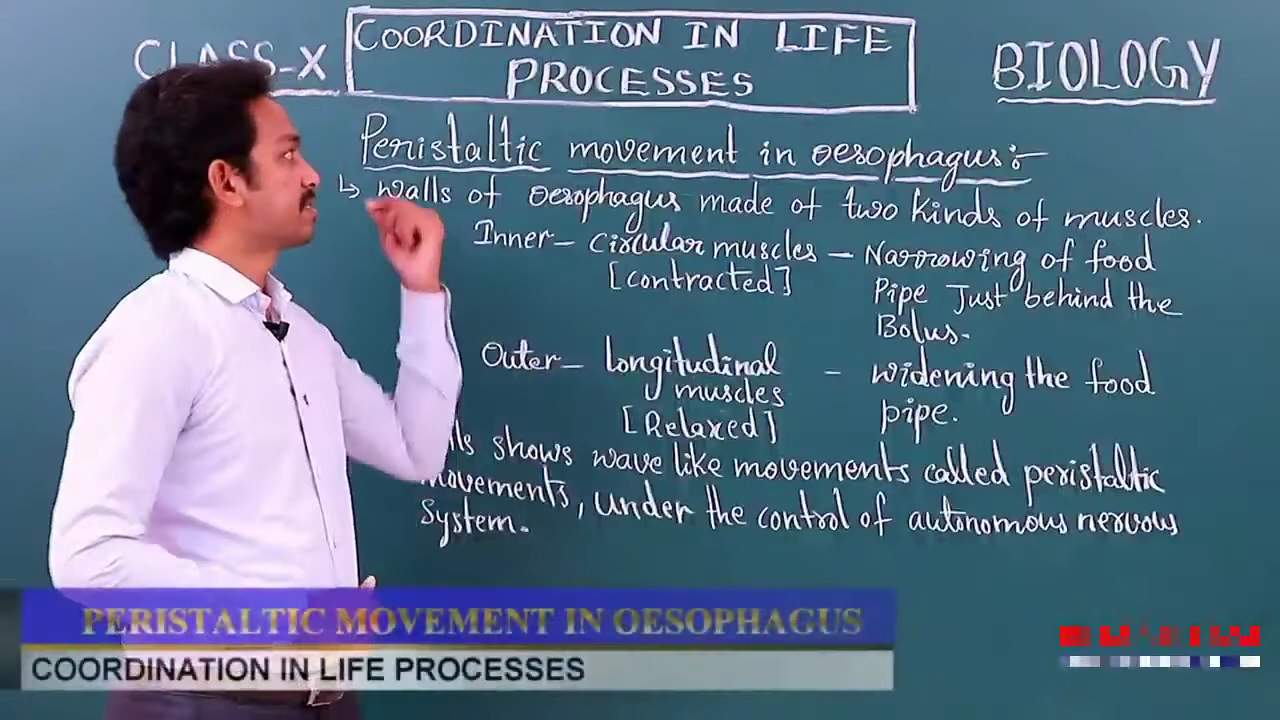 CLASS-X
COORDINATION IN LIFE
PROCESSES
BIOLOGY
Peristaltic movement in oesophagus:-
↳ walls of oesophagus made of two kinds of muscles.
Inner - circular muscles - Narrowing of food
[contracted] Pipe Just behind the
Bolus.
Outer - longitudinal - widening the food
muscles pipe.
[Relaxed]
shows wave like movements called peristaltic
movements, under the control of autonomous nervous
system.
PERISTALTIC MOVEMENT IN OESOPHAGUS
COORDINATION IN LIFE PROCESSES